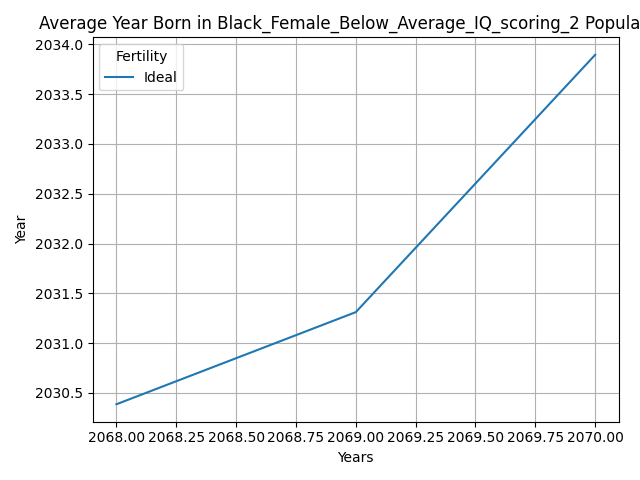 Average Year Born in Black_Female_Below_Average_IQ_scoring_2 Popula
2034.0
Fertility
Ideal
2033.5
2033.0
2032.5
Year
2032.0
2031.5
2031.0
2030.5
2068.00 2068.25 2068.50 2068.75 2069.00 2069.25 2069.50 2069.75 2070.00
Years